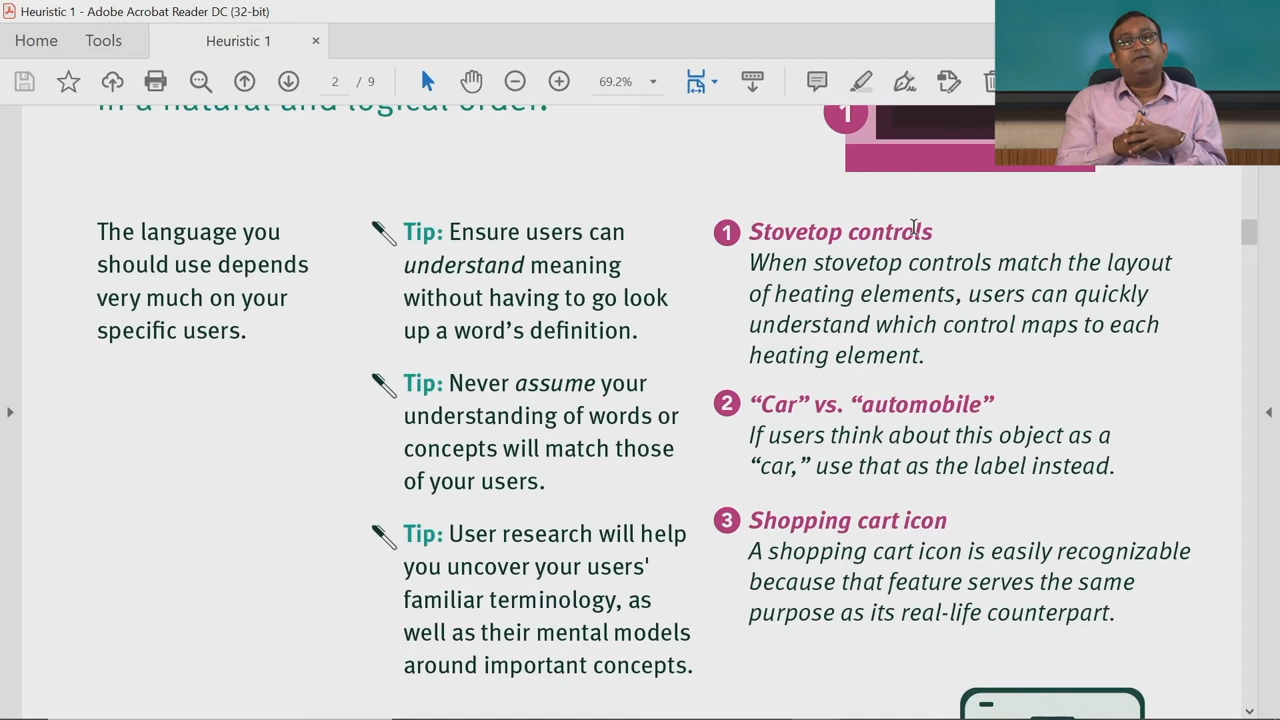 Heuristic 1 - Adobe Acrobat Reader DC (32-bit)
Home Tools Heuristic 1 ×
2 / 9 69.2%
in a natural and logical order.
1
The language you
should use depends
very much on your
specific users.
Tip: Ensure users can
understand meaning
without having to go look
up a word's definition.
Tip: Never assume your
understanding of words or
concepts will match those
of your users.
Tip: User research will help
you uncover your users'
familiar terminology, as
well as their mental models
around important concepts.
1 Stovetop controls
When stovetop controls match the layout
of heating elements, users can quickly
understand which control maps to each
heating element.
2 “Car” vs. “automobile”
If users think about this object as a
“car,” use that as the label instead.
3 Shopping cart icon
A shopping cart icon is easily recognizable
because that feature serves the same
purpose as its real-life counterpart.